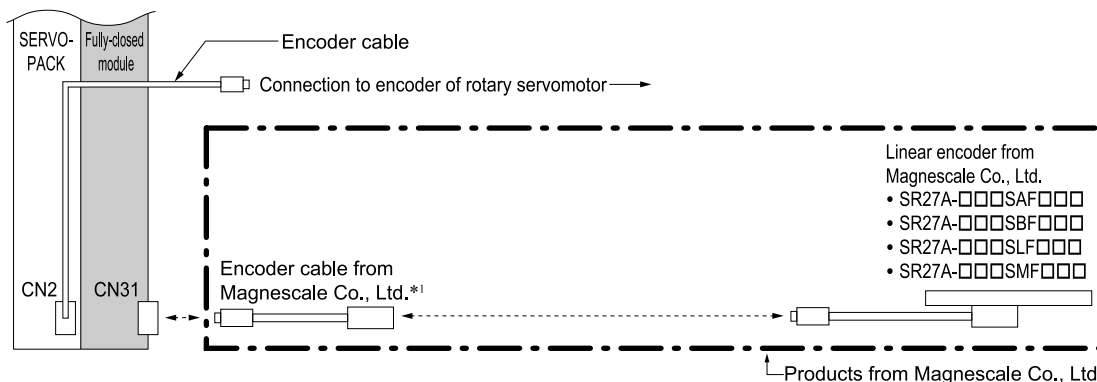 SERVO-
PACK
Fully-closed
module
Encoder cable
Connection to encoder of rotary servomotor
Linear encoder from
Magnescale Co., Ltd.
• SR27A-□□□SAF□□□
• SR27A-□□□SBF□□□
• SR27A-□□□SLF□□□
• SR27A-□□□SMF□□□
Encoder cable from
Magnescale Co., Ltd.*1
CN2
CN31
Products from Magnescale Co., Ltd